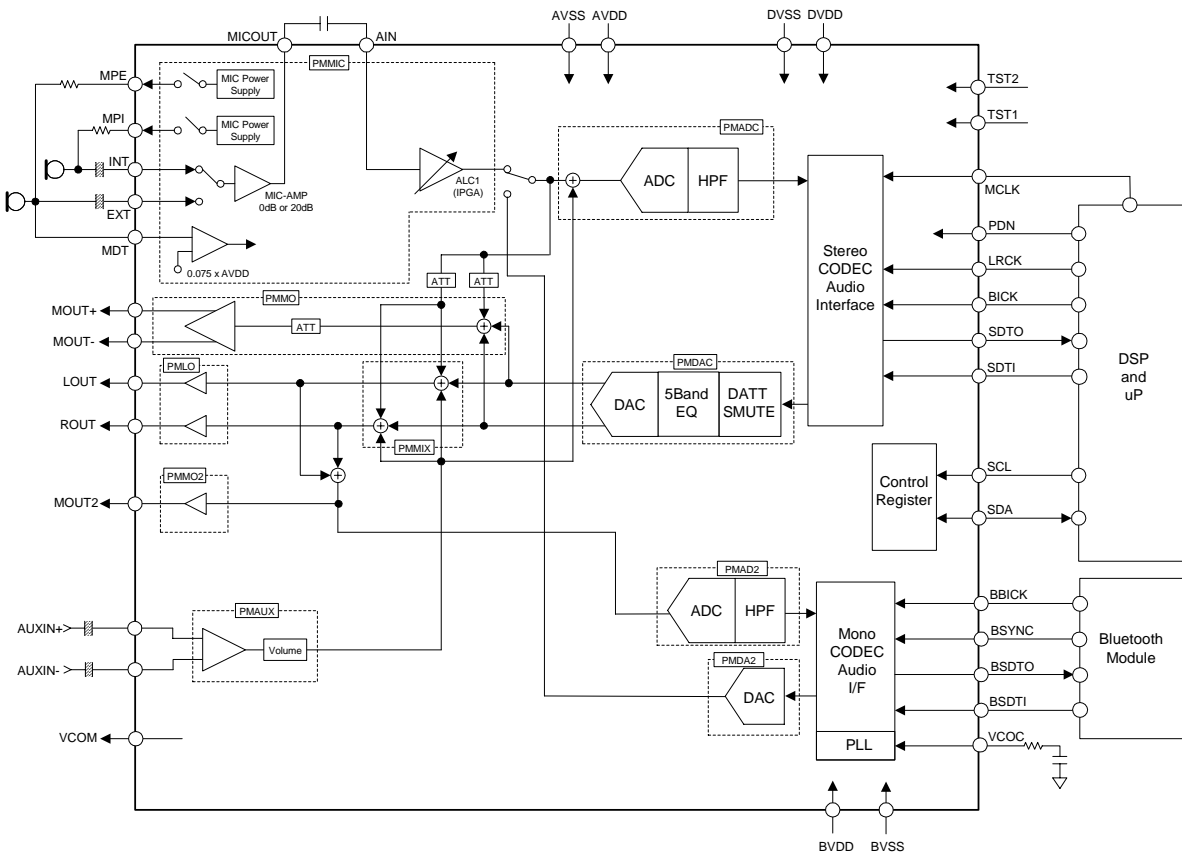 AVSS AVDD DVSS DVDD
MICOUT AIN
PMMIC
MPE
MIC Power
Supply
TST2
MPI
MIC Power
Supply
TST1
PMADC
INT
MIC-AMP
0dB or 20dB
ALC1
(IPGA)
ADC HPF
MCLK
EXT
MDT
0.075 x AVDD
Stereo
CODEC
Audio
Interface
PDN
LRCK
BICK
SDTO
SDTI
DSP
and
uP
ATT ATT
PMMO
MOUT+
MOUT-
ATT
PMLO
LOUT
ROUT
PMDAC
DAC
5Band
EQ
DATT
SMUTE
PMMIX
PMMO2
MOUT2
Control
Register
SCL
SDA
PMAD2
ADC HPF
PMAUX
AUXIN+
AUXIN-
Volume
PMDA2
DAC
Mono
CODEC
Audio
I/F
PLL
BBICK
BSYNC
BSDTO
BSDTI
Bluetooth
Module
VCOM
VCOC
BVDD BVSS